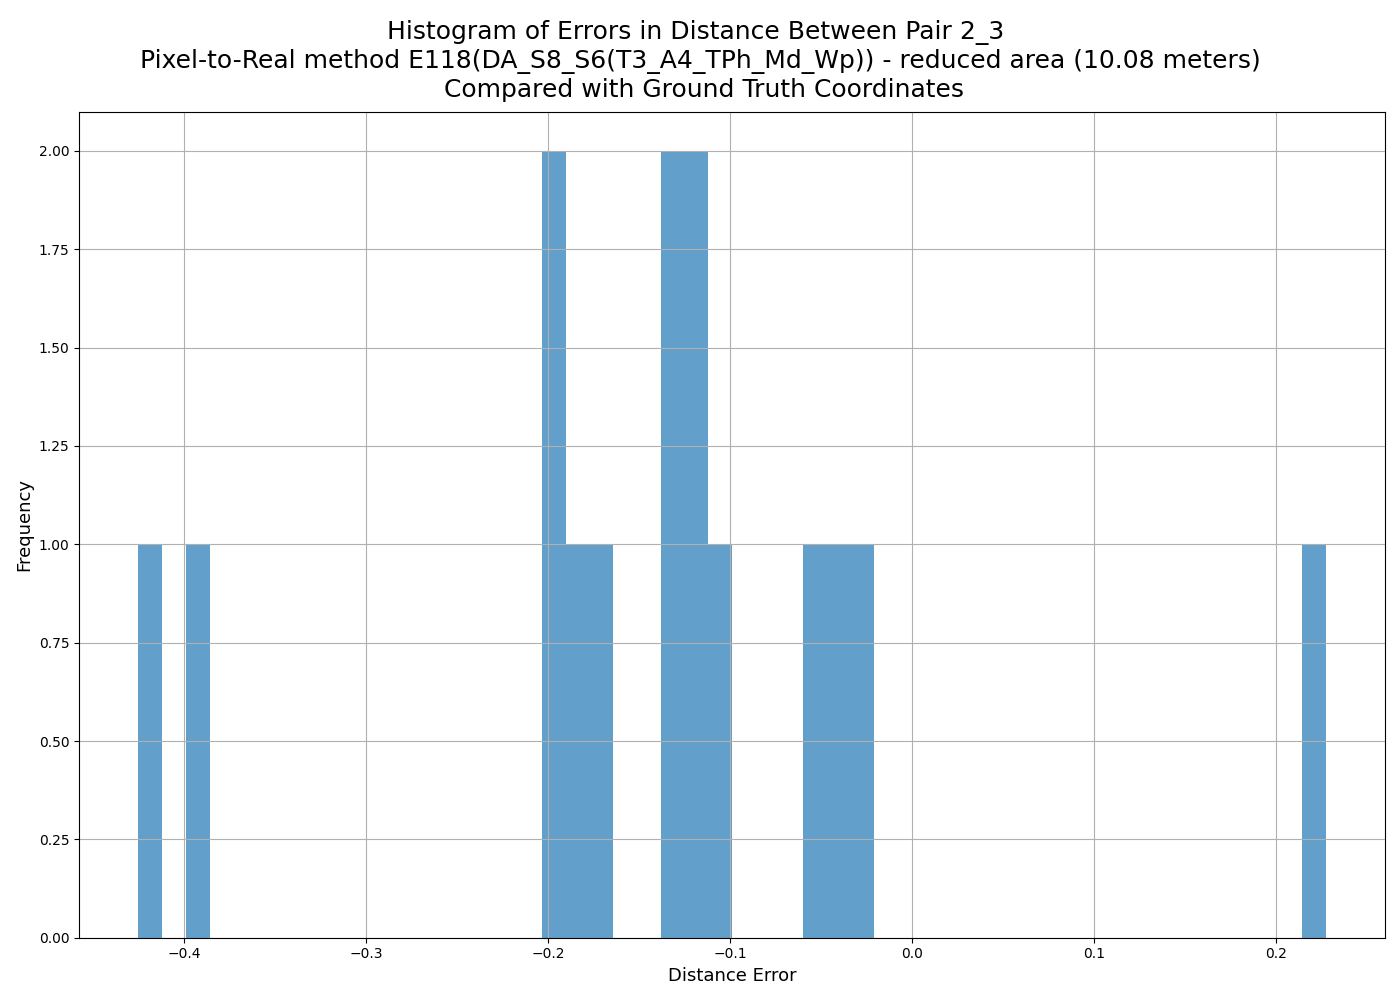 Histogram of Errors in Distance Between Pair 2_3
Pixel-to-Real method E118(DA_S8_S6(T3_A4_TPh_Md_Wp)) - reduced area (10.08 meters)
Compared with Ground Truth Coordinates
2.00
1.75
1.50
1.25
1.00
0.75
0.50
0.25
0.00
Frequency
−0.4 −0.3 −0.2 −0.1 0.0 0.1 0.2
Distance Error